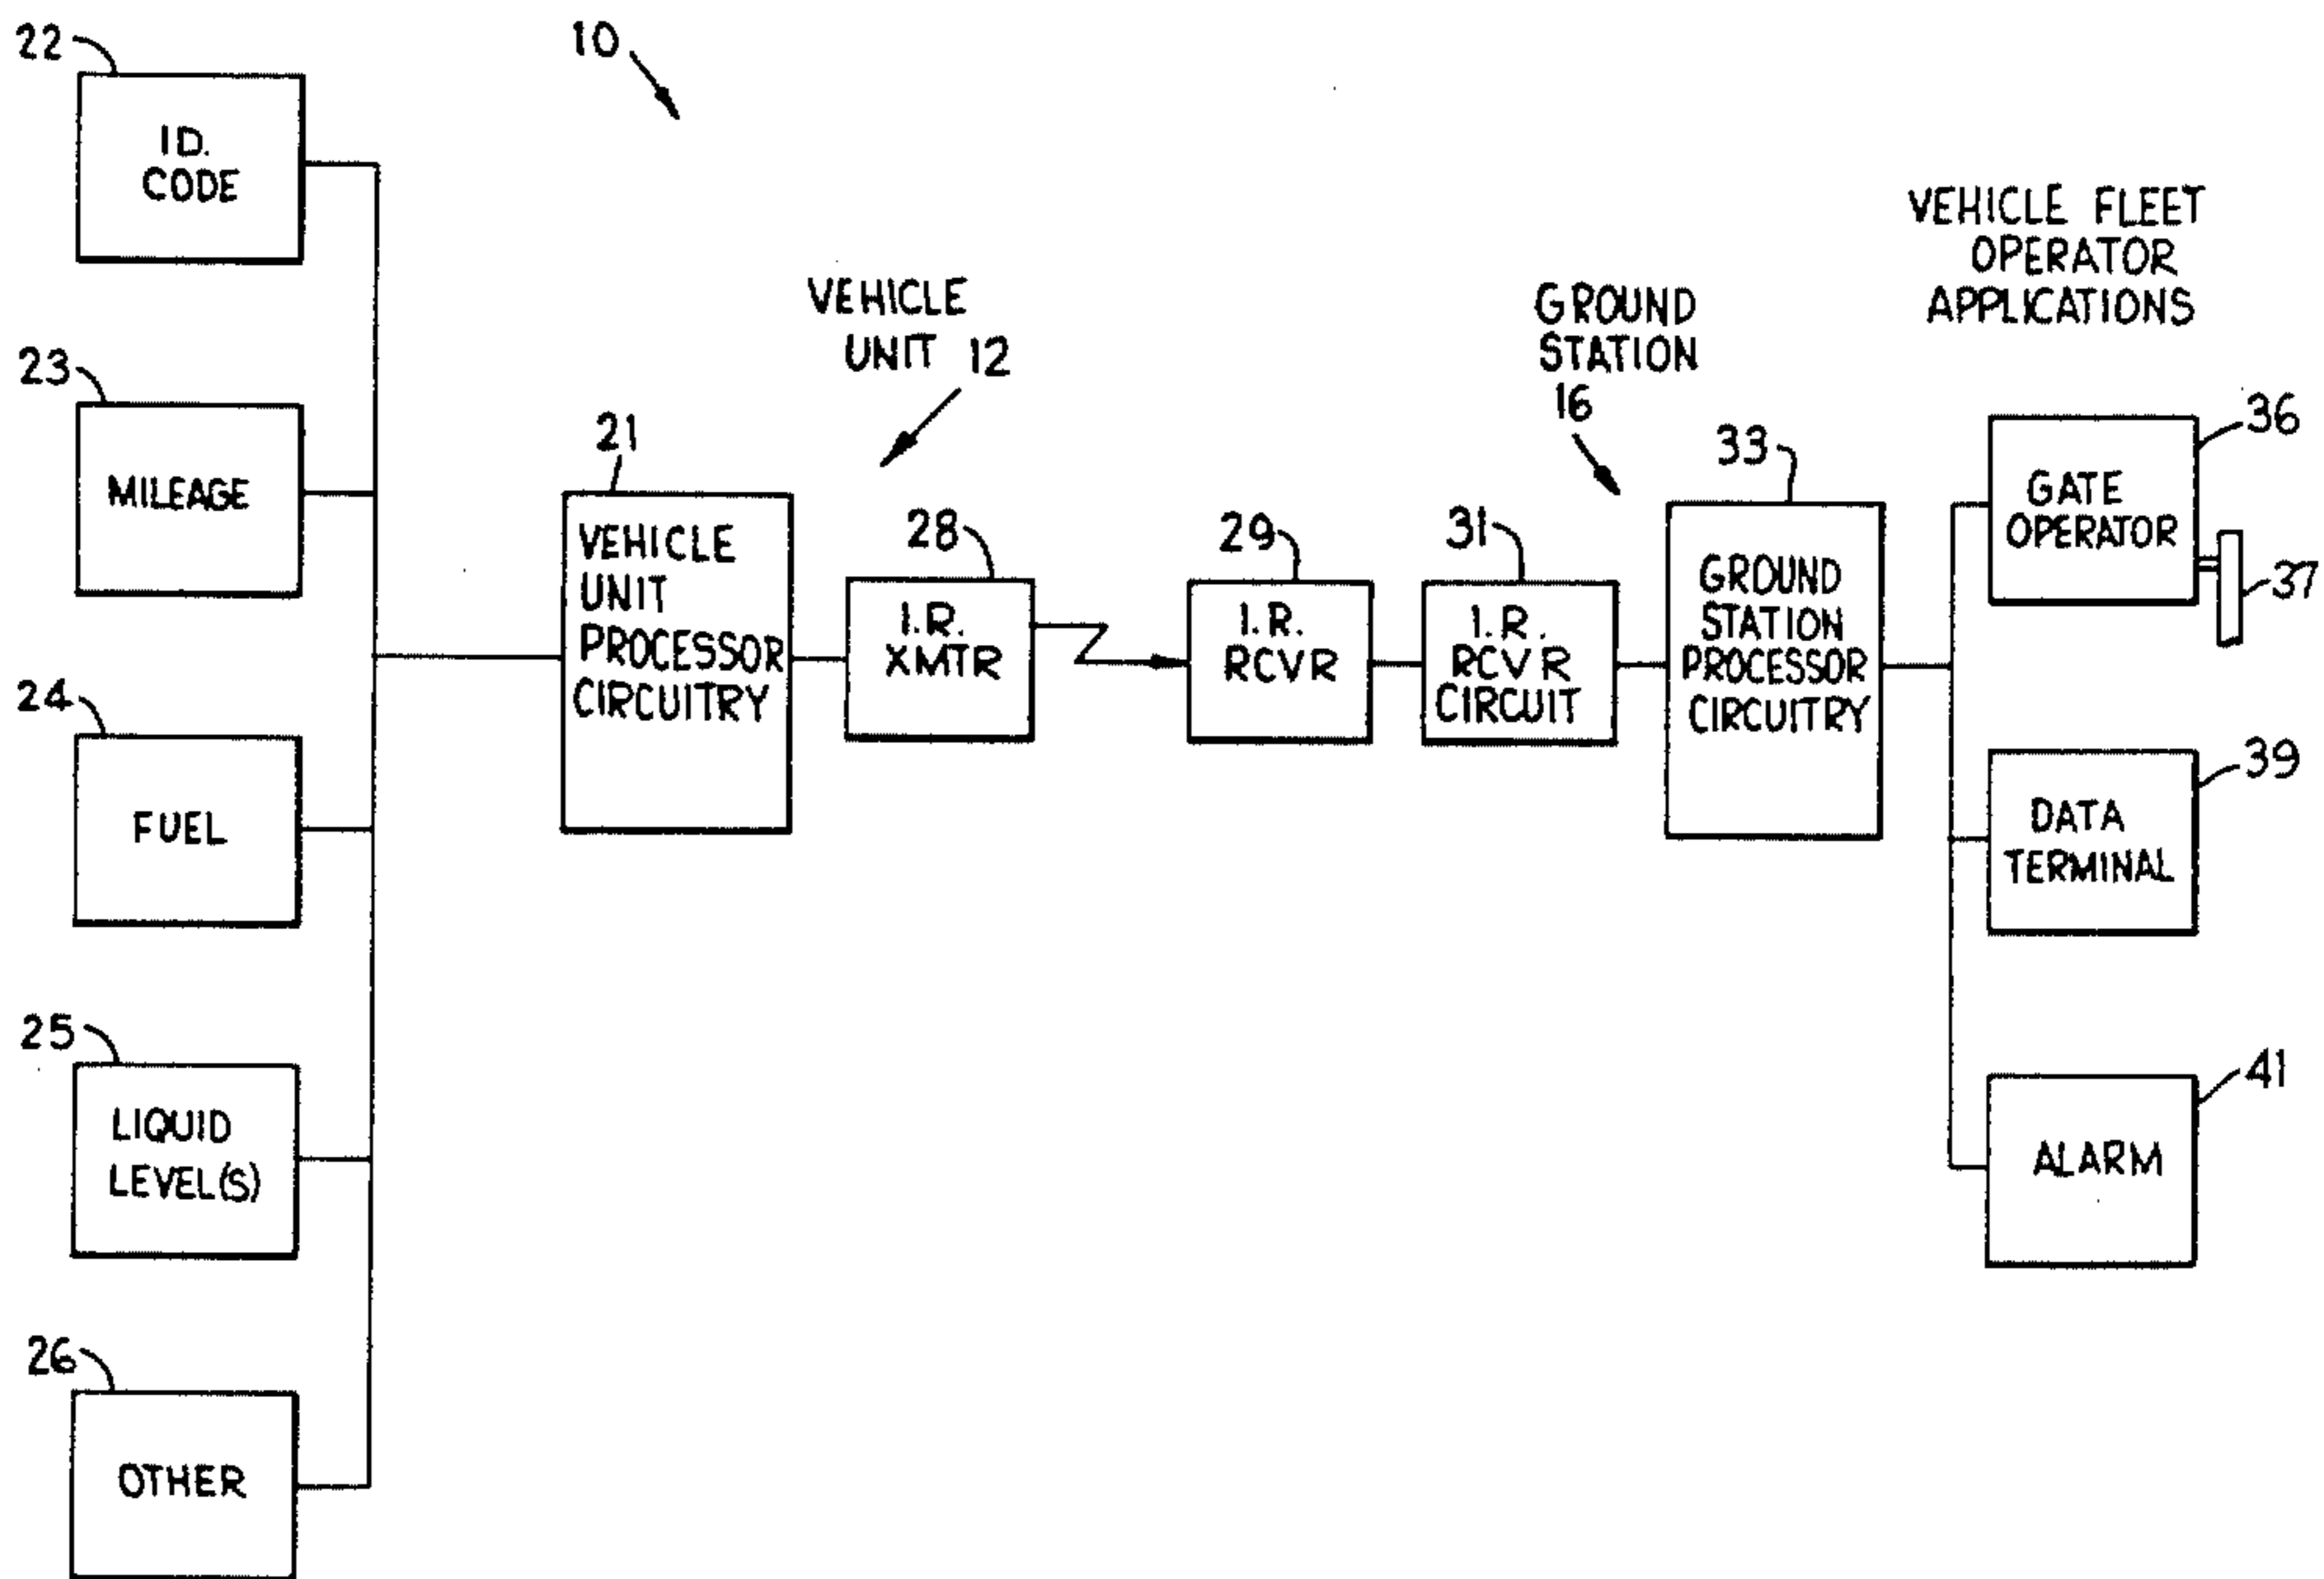 22
10
I D.
CODE
VEHICLE FLEET
OPERATOR
APPLICATIONS
VEHICLE
UNIT 12
GROUND
STATION
16
23
MILEAGE
21
VEHICLE
UNIT
PROCESSOR
CIRCUITRY
28
I.R.
XMTR
29
I.R.
RCVR
31
I.R.
RCVR
CIRCUIT
33
GROUND
STATION
PROCESSOR
CIRCUITRY
36
GATE
OPERATOR
37
24
FUEL
39
DATA
TERMINAL
25
LIQUID
LEVEL(S)
41
ALARM
26
OTHER